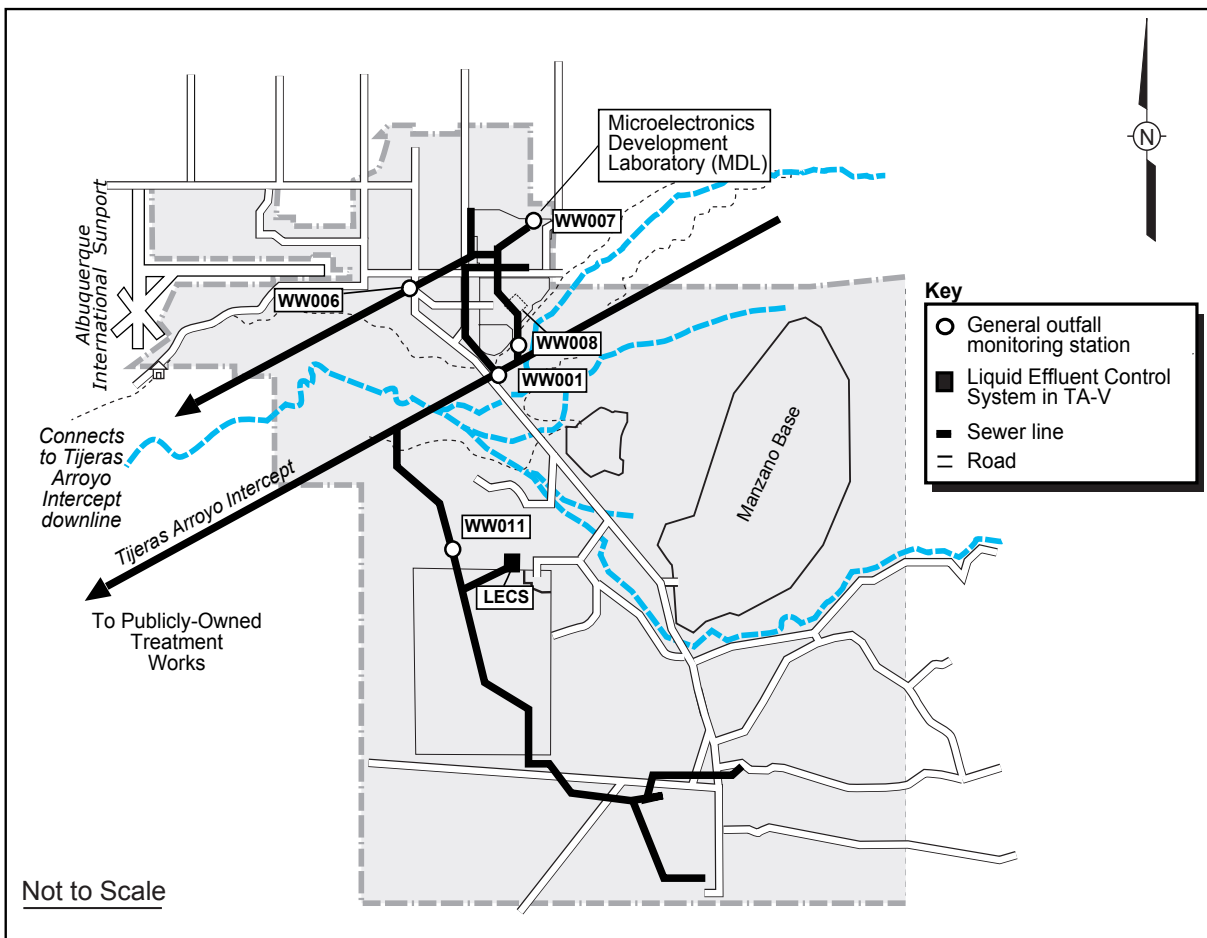 N
Microelectronics
Development
Laboratory (MDL)
Albuquerque
International Sunport
WW007
WW006
WW008
WW001
Key
General outfall
monitoring station
Liquid Effluent Control
System in TA-V
Sewer line
Road
Connects
to Tijeras
Arroyo
Intercept
downline
Tijeras Arroyo Intercept
Manzano Base
WW011
LECS
To Publicly-Owned
Treatment
Works
Not to Scale